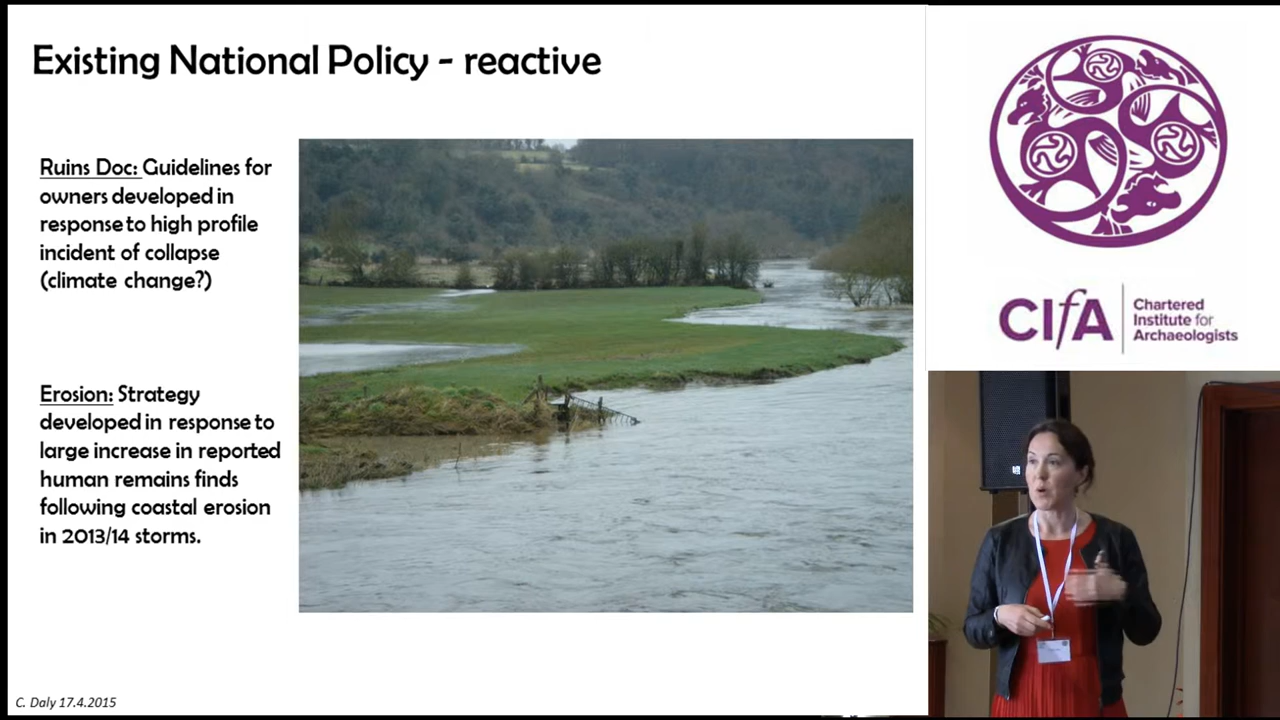 Existing National Policy - reactive
Ruins Doc: Guidelines for
owners developed in
response to high profile
incident of collapse
(climate change?)
Erosion: Strategy
developed in response to
large increase in reported
human remains finds
following coastal erosion
in 2013/14 storms.
C. Daly 17.4.2015
CIfA
Chartered
Institute for
Archaeologists